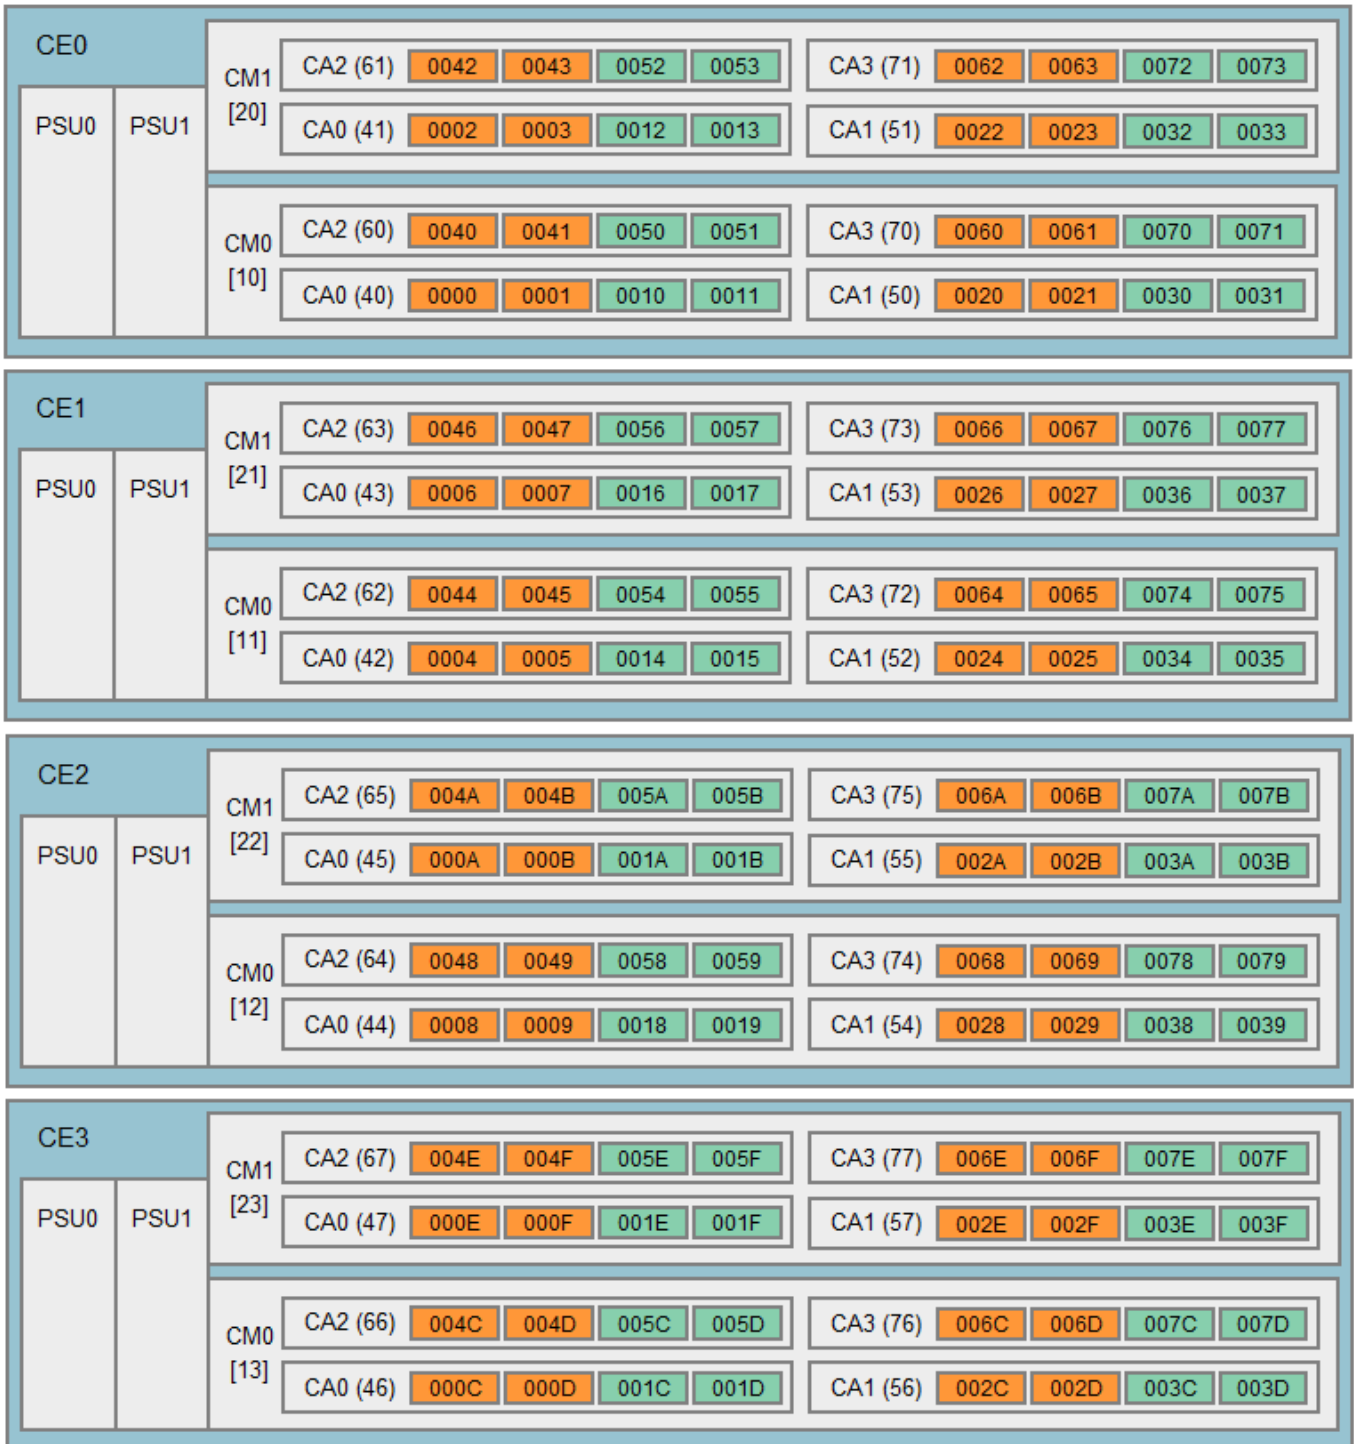 CE0
PSU0 PSU1
CM1
[20]
CA2 (61) 0042 0043 0052 0053 CA3 (71) 0062 0063 0072 0073
CA0 (41) 0002 0003 0012 0013 CA1 (51) 0022 0023 0032 0033
CM0
[10]
CA2 (60) 0040 0041 0050 0051 CA3 (70) 0060 0061 0070 0071
CA0 (40) 0000 0001 0010 0011 CA1 (50) 0020 0021 0030 0031
CE1
PSU0 PSU1
CM1
[21]
CA2 (63) 0046 0047 0056 0057 CA3 (73) 0066 0067 0076 0077
CA0 (43) 0006 0007 0016 0017 CA1 (53) 0026 0027 0036 0037
CM0
[11]
CA2 (62) 0044 0045 0054 0055 CA3 (72) 0064 0065 0074 0075
CA0 (42) 0004 0005 0014 0015 CA1 (52) 0024 0025 0034 0035
CE2
PSU0 PSU1
CM1
[22]
CA2 (65) 004A 004B 005A 005B CA3 (75) 006A 006B 007A 007B
CA0 (45) 000A 000B 001A 001B CA1 (55) 002A 002B 003A 003B
CM0
[12]
CA2 (64) 0048 0049 0058 0059 CA3 (74) 0068 0069 0078 0079
CA0 (44) 0008 0009 0018 0019 CA1 (54) 0028 0029 0038 0039
CE3
PSU0 PSU1
CM1
[23]
CA2 (67) 004E 004F 005E 005F CA3 (77) 006E 006F 007E 007F
CA0 (47) 000E 000F 001E 001F CA1 (57) 002E 002F 003E 003F
CM0
[13]
CA2 (66) 004C 004D 005C 005D CA3 (76) 006C 006D 007C 007D
CA0 (46) 000C 000D 001C 001D CA1 (56) 002C 002D 003C 003D